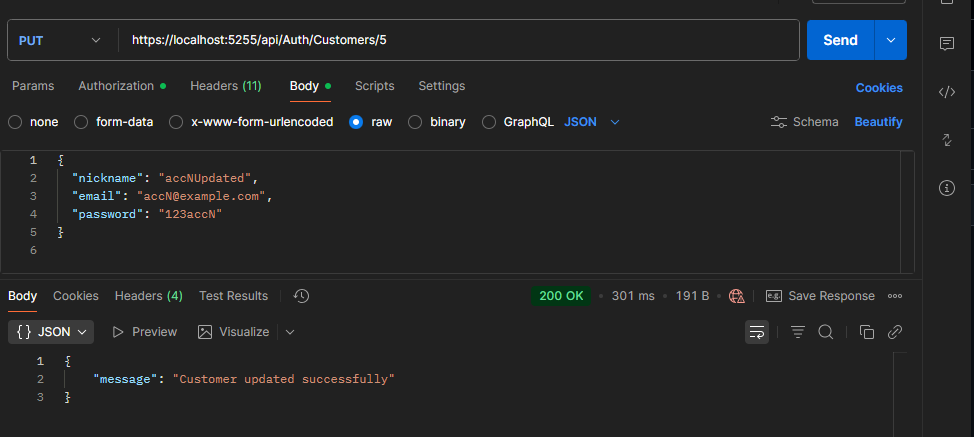 PUT https://localhost:5255/api/Auth/Customers/5 Send
Params Authorization Headers (11) Body Scripts Settings Cookies
none form-data x-www-form-urlencoded raw binary GraphQL JSON Schema Beautify
1 {
2 "nickname": "accNUpdated",
3 "email": "accN@example.com",
4 "password": "123accN"
5 }
6
Body Cookies Headers (4) Test Results 200 OK • 301 ms • 191 B • e.g. Save Response
{} JSON Preview Visualize
1 {
2 "message": "Customer updated successfully"
3 }